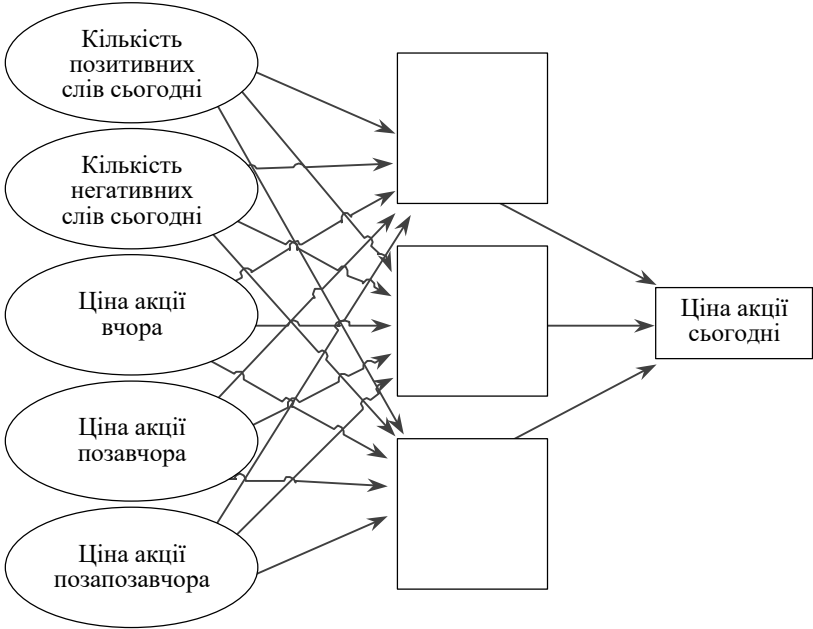 Кількість
позитивних
слів сьогодні
Кількість
негативних
слів сьогодні
Ціна акції
вчора
Ціна акції
позавчора
Ціна акції
позапозавчора
Ціна акції
сьогодні